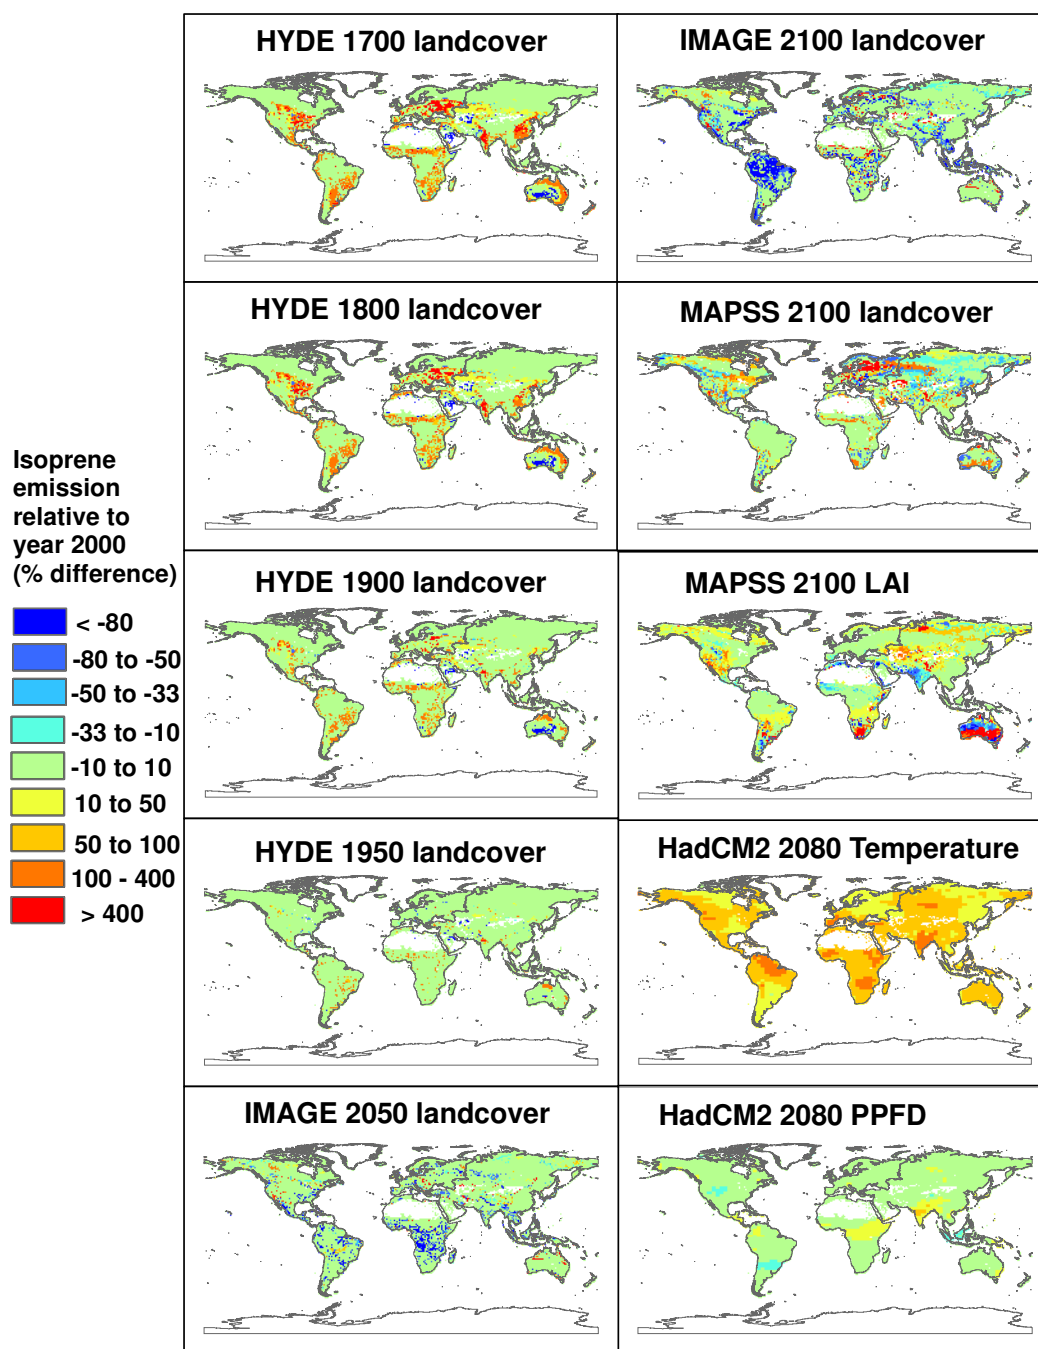 HYDE 1700 landcover
IMAGE 2100 landcover
HYDE 1800 landcover
MAPSS 2100 landcover
Isoprene
emission
relative to
year 2000
(% difference)
< -80
-80 to -50
-50 to -33
-33 to -10
-10 to 10
10 to 50
50 to 100
100 - 400
> 400
HYDE 1900 landcover
MAPSS 2100 LAI
HYDE 1950 landcover
HadCM2 2080 Temperature
IMAGE 2050 landcover
HadCM2 2080 PPFD